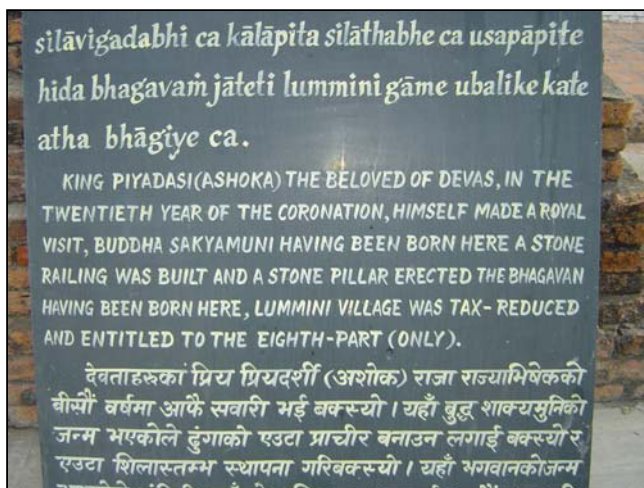 silāvigaḍabhi ca kālāpita silāthabhe ca usapāpite
hida bhagavaṁ jāteti lummini gāme ubalike kate
atha bhāgiye ca.
KING PIYADASI(ASHOKA) THE BELOVED OF DEVAS, IN THE
TWENTIETH YEAR OF THE CORONATION, HIMSELF MADE A ROYAL
VISIT, BUDDHA SAKYAMUNI HAVING BEEN BORN HERE A STONE
RAILING WAS BUILT AND A STONE PILLAR ERECTED THE BHAGAVAN
HAVING BEEN BORN HERE, LUMMINI VILLAGE WAS TAX-REDUCED
AND ENTITLED TO THE EIGHTH-PART (ONLY).
देवताहरुकां प्रिय प्रियदर्शी (अशोक) राजा राज्याभिषेकको
बीसौं वर्षमा आफै सवारी भई बक्स्यो। यहाँ बुद्ध शाक्यमुनिको
जन्म भएकोले ढुंगाको एउटा प्राचीर बनाउन लगाई बक्स्यो र
एउटा शिलास्तम्भ स्थापना गरिबक्स्यो। यहाँ भगवानकोजन्म